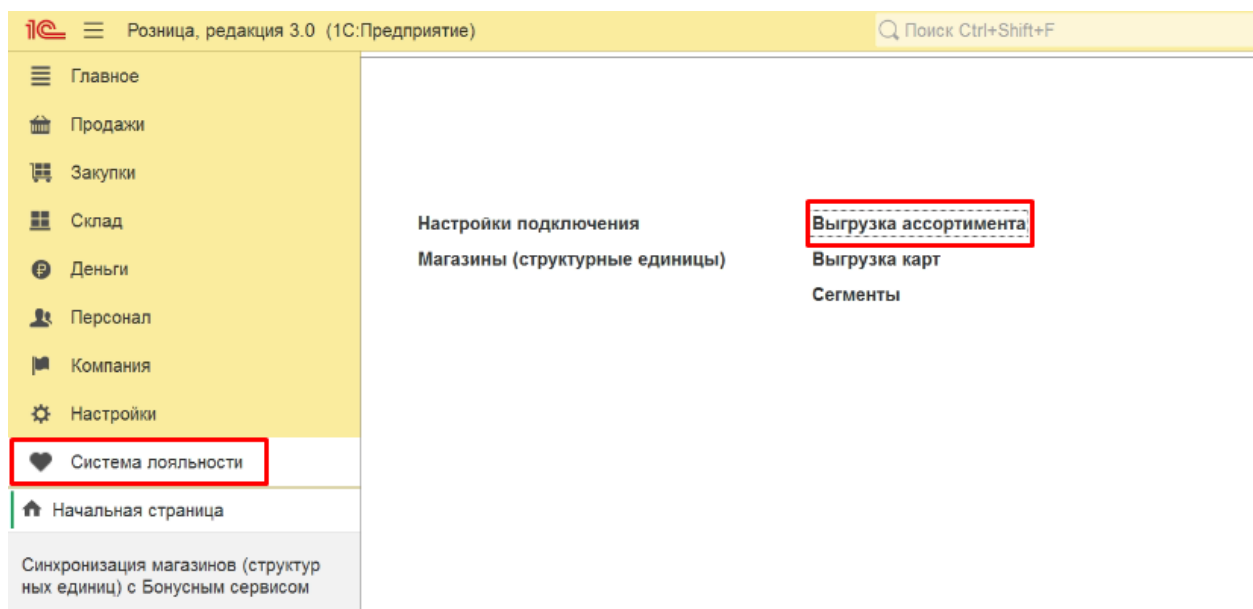 1С Розница, редакция 3.0 (1С:Предприятие) Поиск Ctrl+Shift+F
Главное
Продажи
Закупки
Склад
Деньги
Персонал
Компания
Настройки
Система лояльности
Начальная страница
Синхронизация магазинов (структур
ных единиц) с Бонусным сервисом
Настройки подключения
Магазины (структурные единицы)
Выгрузка ассортимента
Выгрузка карт
Сегменты